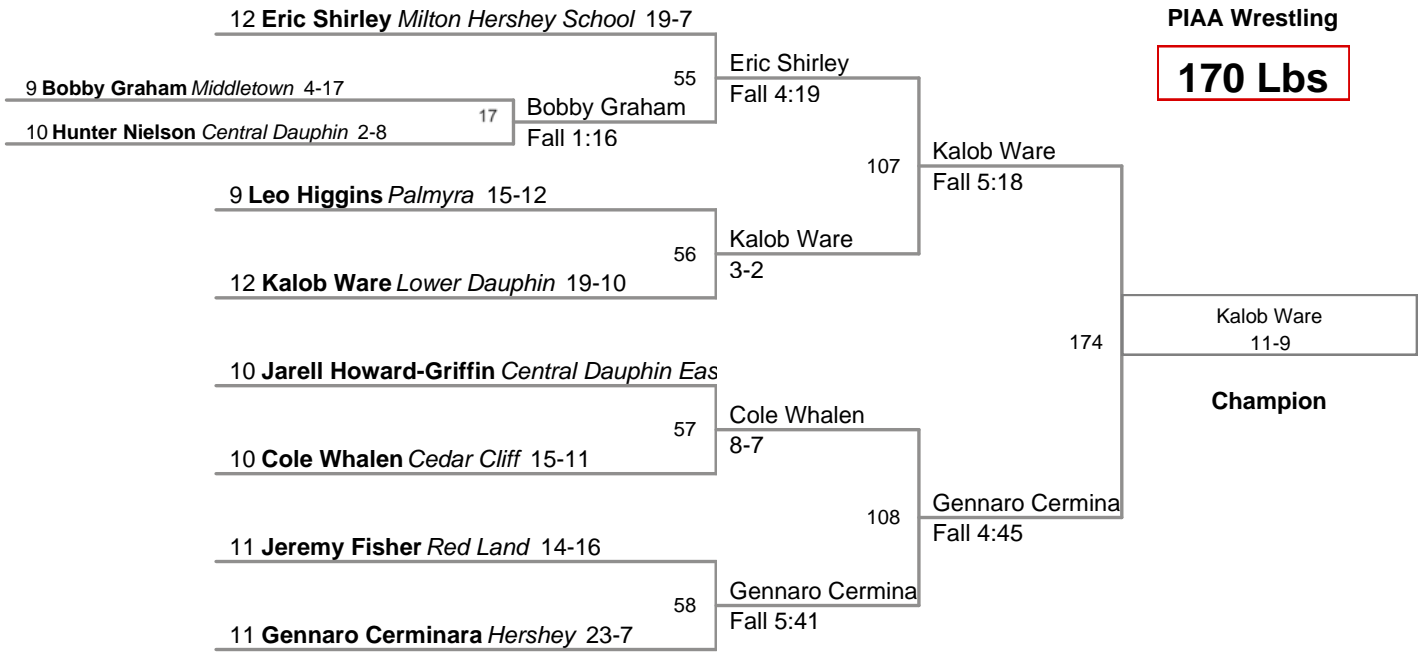 12 Eric Shirley Milton Hershey School 19-7
PIAA Wrestling
170 Lbs
55
Eric Shirley
Fall 4:19
9 Bobby Graham Middletown 4-17
17
Bobby Graham
Fall 1:16
10 Hunter Nielson Central Dauphin 2-8
107
Kalob Ware
Fall 5:18
9 Leo Higgins Palmyra 15-12
56
Kalob Ware
3-2
12 Kalob Ware Lower Dauphin 19-10
174
Kalob Ware
11-9
Champion
10 Jarell Howard-Griffin Central Dauphin Eas
57
Cole Whalen
8-7
10 Cole Whalen Cedar Cliff 15-11
108
Gennaro Cermina
Fall 4:45
11 Jeremy Fisher Red Land 14-16
58
Gennaro Cermina
Fall 5:41
11 Gennaro Cerminara Hershey 23-7